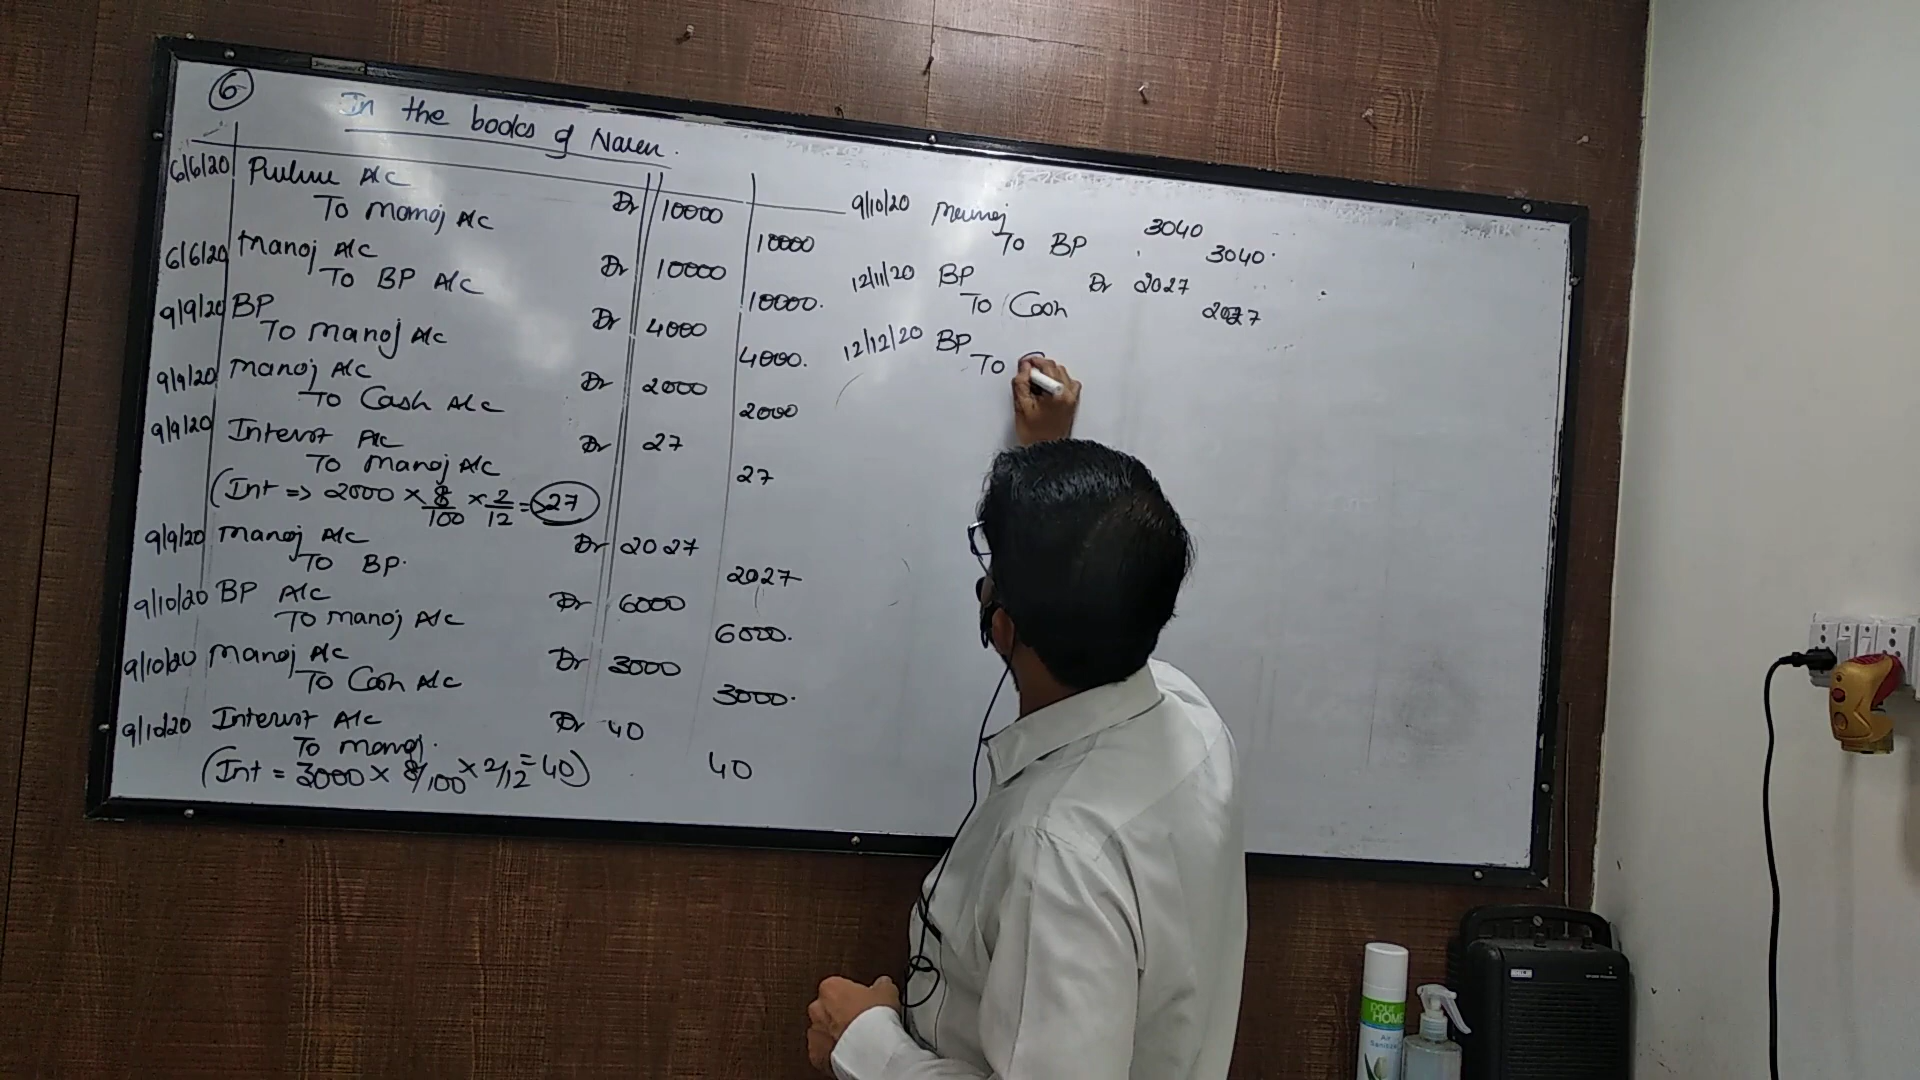 6
In the books of Naren.
6/6/20 Purchase A/c Dr 10000
To Manoj A/c 10000
6/6/20 Manoj A/c Dr 10000
To BP A/c 10000.
9/9/20 BP Dr 4000
To Manoj A/c 4000.
9/9/20 Manoj A/c Dr 2000
To Cash A/c 2000
9/9/20 Interest A/c Dr 27
To Manoj A/c 27
(Int => 2000 × 8/100 × 2/12 = 27
9/9/20 Manoj A/c Dr 2027
To BP. 2027
9/10/20 BP A/c Dr 6000
To Manoj A/c 6000.
9/10/20 Manoj A/c Dr 3000
To Cash A/c 3000.
9/10/20 Interest A/c Dr 40
To Manoj. 40
(Int = 3000 × 8/100 × 2/12 = 40)
9/10/20 Manoj 3040
To BP 3040.
12/11/20 BP Dr 2027
To Cash 2027
12/12/20 BP
To
pour
HOME
Air